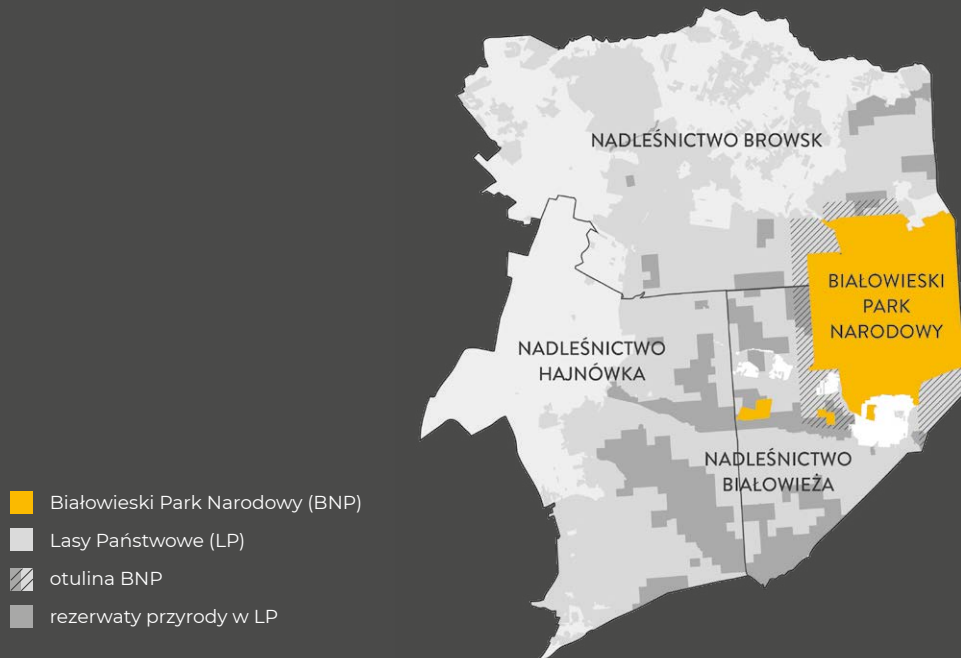 NADLEŚNICTWO BROWSK
BIAŁOWIESKI
PARK
NARODOWY
NADLEŚNICTWO
HAJNÓWKA
NADLEŚNICTWO
BIAŁOWIEŻA
Białowieski Park Narodowy (BNP)
Lasy Państwowe (LP)
otulina BNP
rezerwaty przyrody w LP